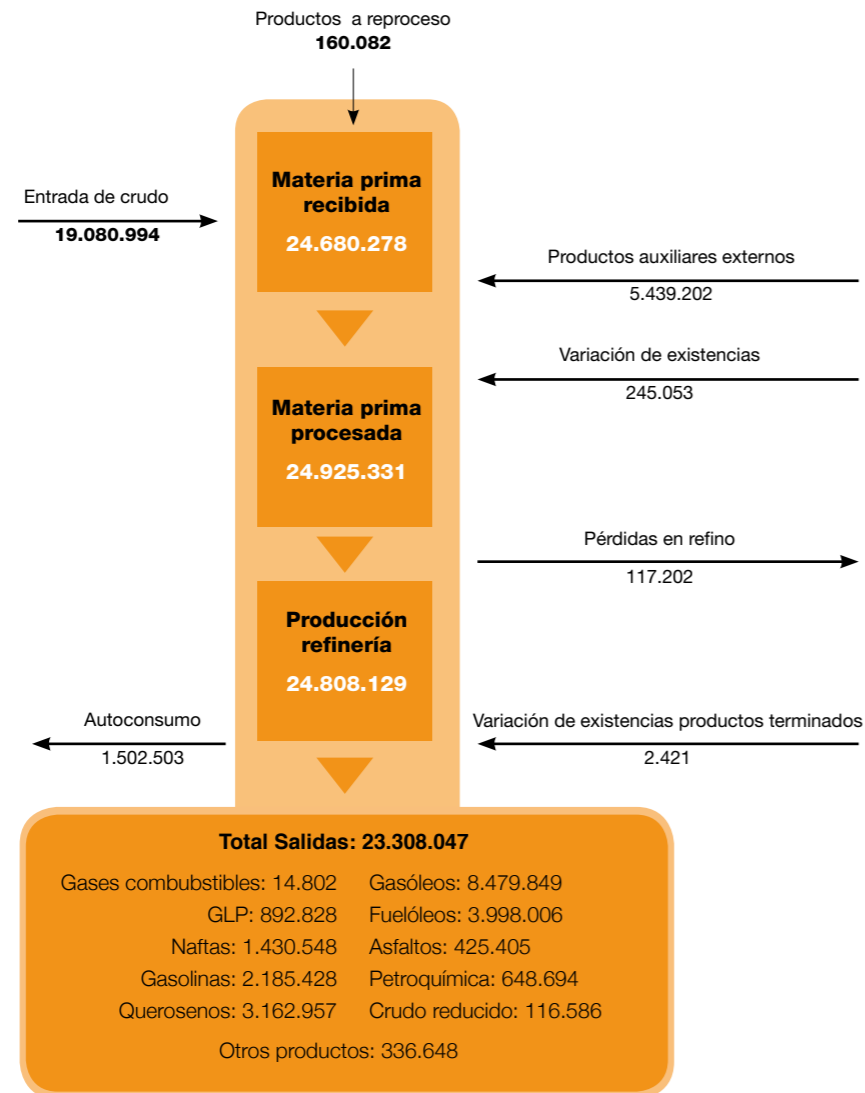 Productos a reproceso
160.082
Materia prima
recibida
24.680.278
Entrada de crudo
19.080.994
Productos auxiliares externos
5.439.202
Variación de existencias
245.053
Materia prima
procesada
24.925.331
Pérdidas en refino
117.202
Producción
refinería
24.808.129
Autoconsumo
1.502.503
Variación de existencias productos terminados
2.421
Total Salidas: 23.308.047
Gases combubstibles: 14.802 Gasóleos: 8.479.849
GLP: 892.828 Fuelóleos: 3.998.006
Naftas: 1.430.548 Asfaltos: 425.405
Gasolinas: 2.185.428 Petroquímica: 648.694
Querosenos: 3.162.957 Crudo reducido: 116.586
Otros productos: 336.648